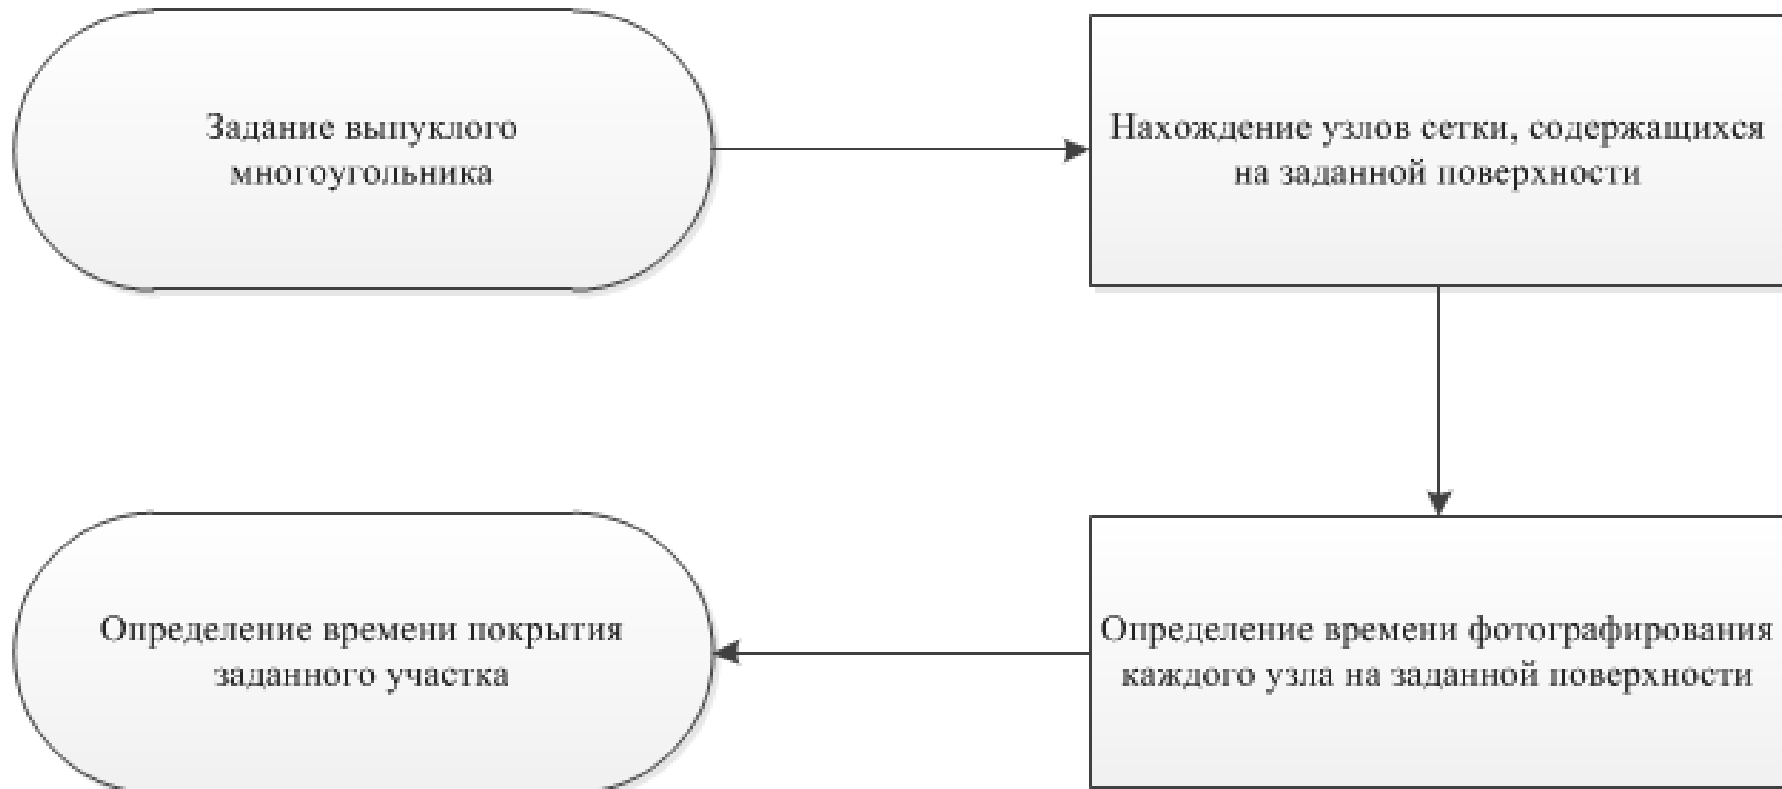 Задание выпуклого
многоугольника
Нахождение узлов сетки, содержащихся
на заданной поверхности
Определение времени фотографирования
каждого узла на заданной поверхности
Определение времени покрытия
заданного участка